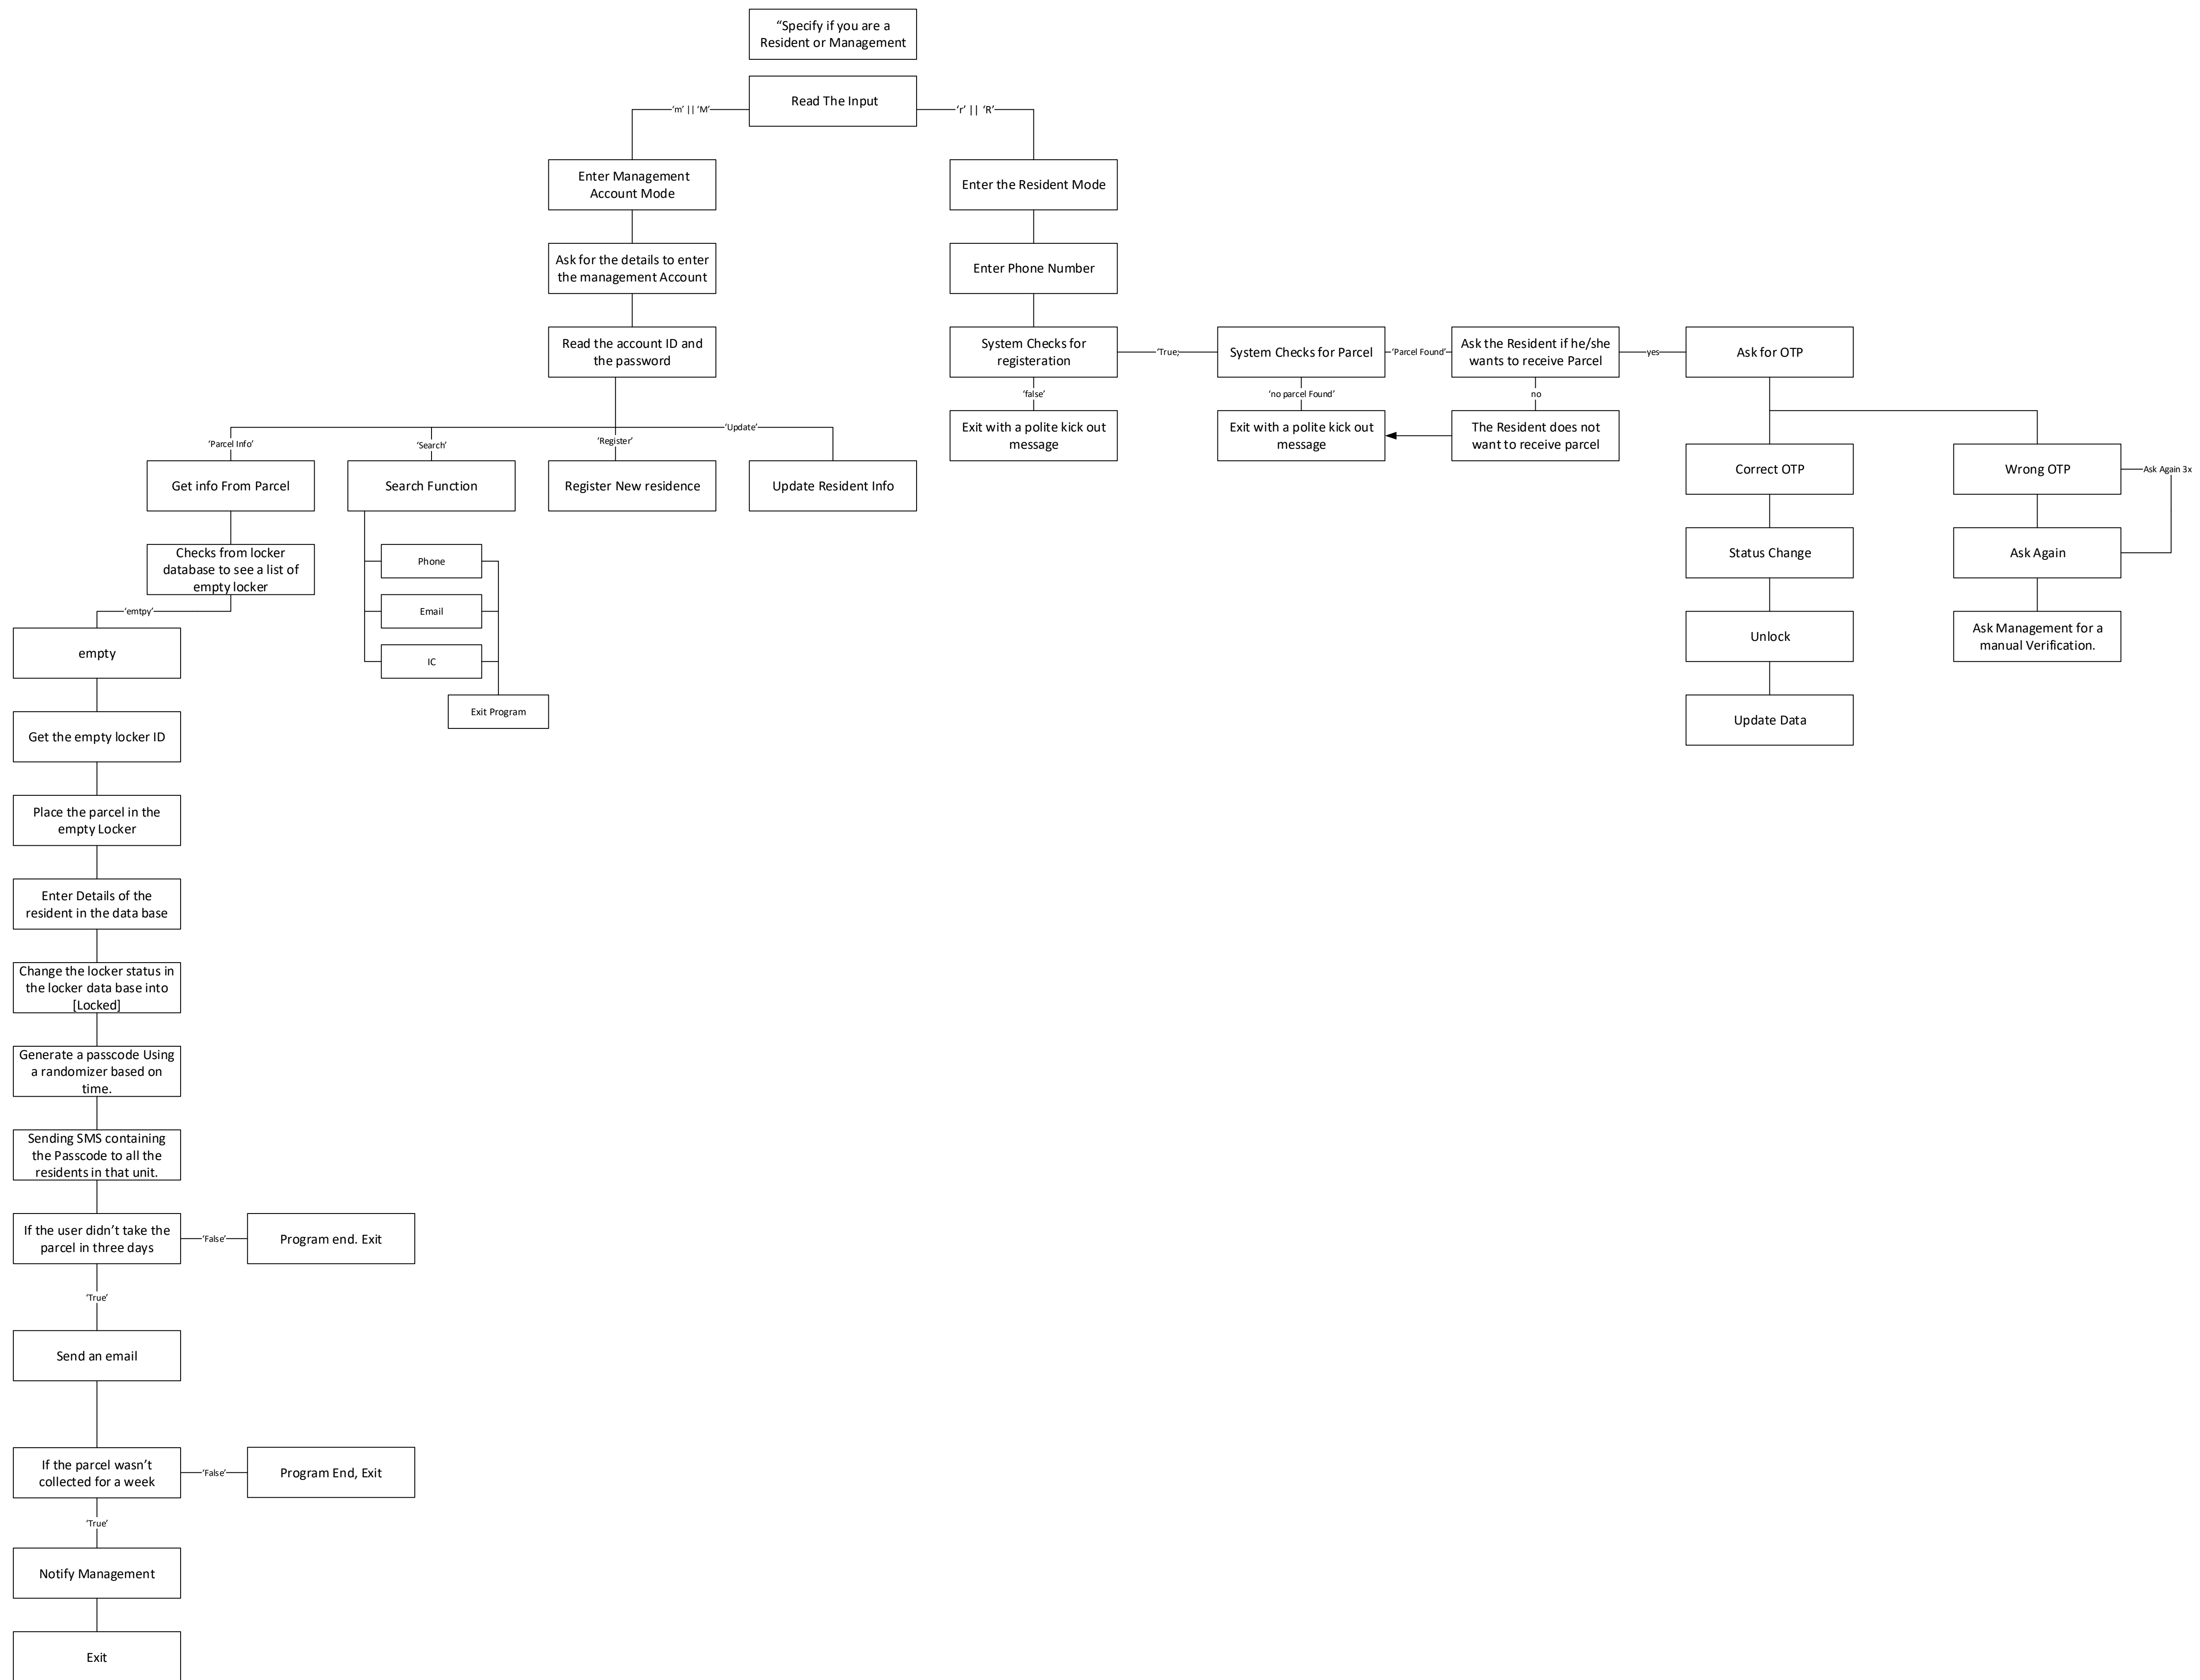 “Specify if you are a
Resident or Management
Read The Input
‘m’ || ‘M’
‘r’ || ‘R’
Enter Management
Account Mode
Enter the Resident Mode
Ask for the details to enter
the management Account
Enter Phone Number
Read the account ID and
the password
System Checks for
registeration
‘True;
System Checks for Parcel
‘Parcel Found’
Ask the Resident if he/she
wants to receive Parcel
yes
Ask for OTP
‘false’
‘no parcel Found’
no
Exit with a polite kick out
message
Exit with a polite kick out
message
The Resident does not
want to receive parcel
‘Parcel Info’
‘Search’
‘Register’
‘Update’
Get info From Parcel
Search Function
Register New residence
Update Resident Info
Correct OTP
Wrong OTP
Ask Again 3x
Checks from locker
database to see a list of
empty locker
Phone
Email
IC
Exit Program
Status Change
Ask Again
Unlock
Ask Management for a
manual Verification.
Update Data
‘emtpy’
empty
Get the empty locker ID
Place the parcel in the
empty Locker
Enter Details of the
resident in the data base
Change the locker status in
the locker data base into
[Locked]
Generate a passcode Using
a randomizer based on
time.
Sending SMS containing
the Passcode to all the
residents in that unit.
If the user didn’t take the
parcel in three days
‘False’
Program end. Exit
‘True’
Send an email
If the parcel wasn’t
collected for a week
‘False’
Program End, Exit
‘True’
Notify Management
Exit